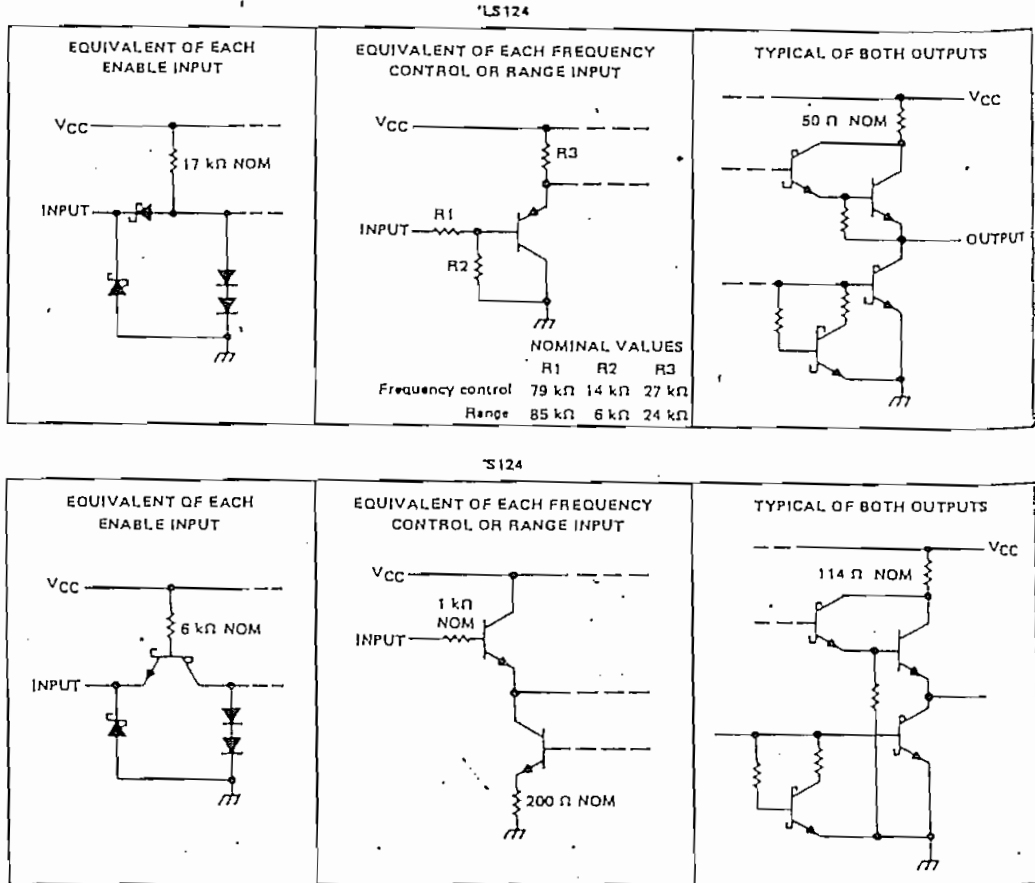 'LS124
EQUIVALENT OF EACH
ENABLE INPUT
VCC
17 kΩ NOM
INPUT
EQUIVALENT OF EACH FREQUENCY
CONTROL OR RANGE INPUT
VCC
R3
R1
INPUT
R2
NOMINAL VALUES
R1 R2 R3
Frequency control 79 kΩ 14 kΩ 27 kΩ
Range 85 kΩ 6 kΩ 24 kΩ
TYPICAL OF BOTH OUTPUTS
VCC
50 Ω NOM
OUTPUT
'S124
EQUIVALENT OF EACH
ENABLE INPUT
VCC
6 kΩ NOM
INPUT
EQUIVALENT OF EACH FREQUENCY
CONTROL OR RANGE INPUT
VCC
1 kΩ
NOM
INPUT
200 Ω NOM
TYPICAL OF BOTH OUTPUTS
VCC
114 Ω NOM